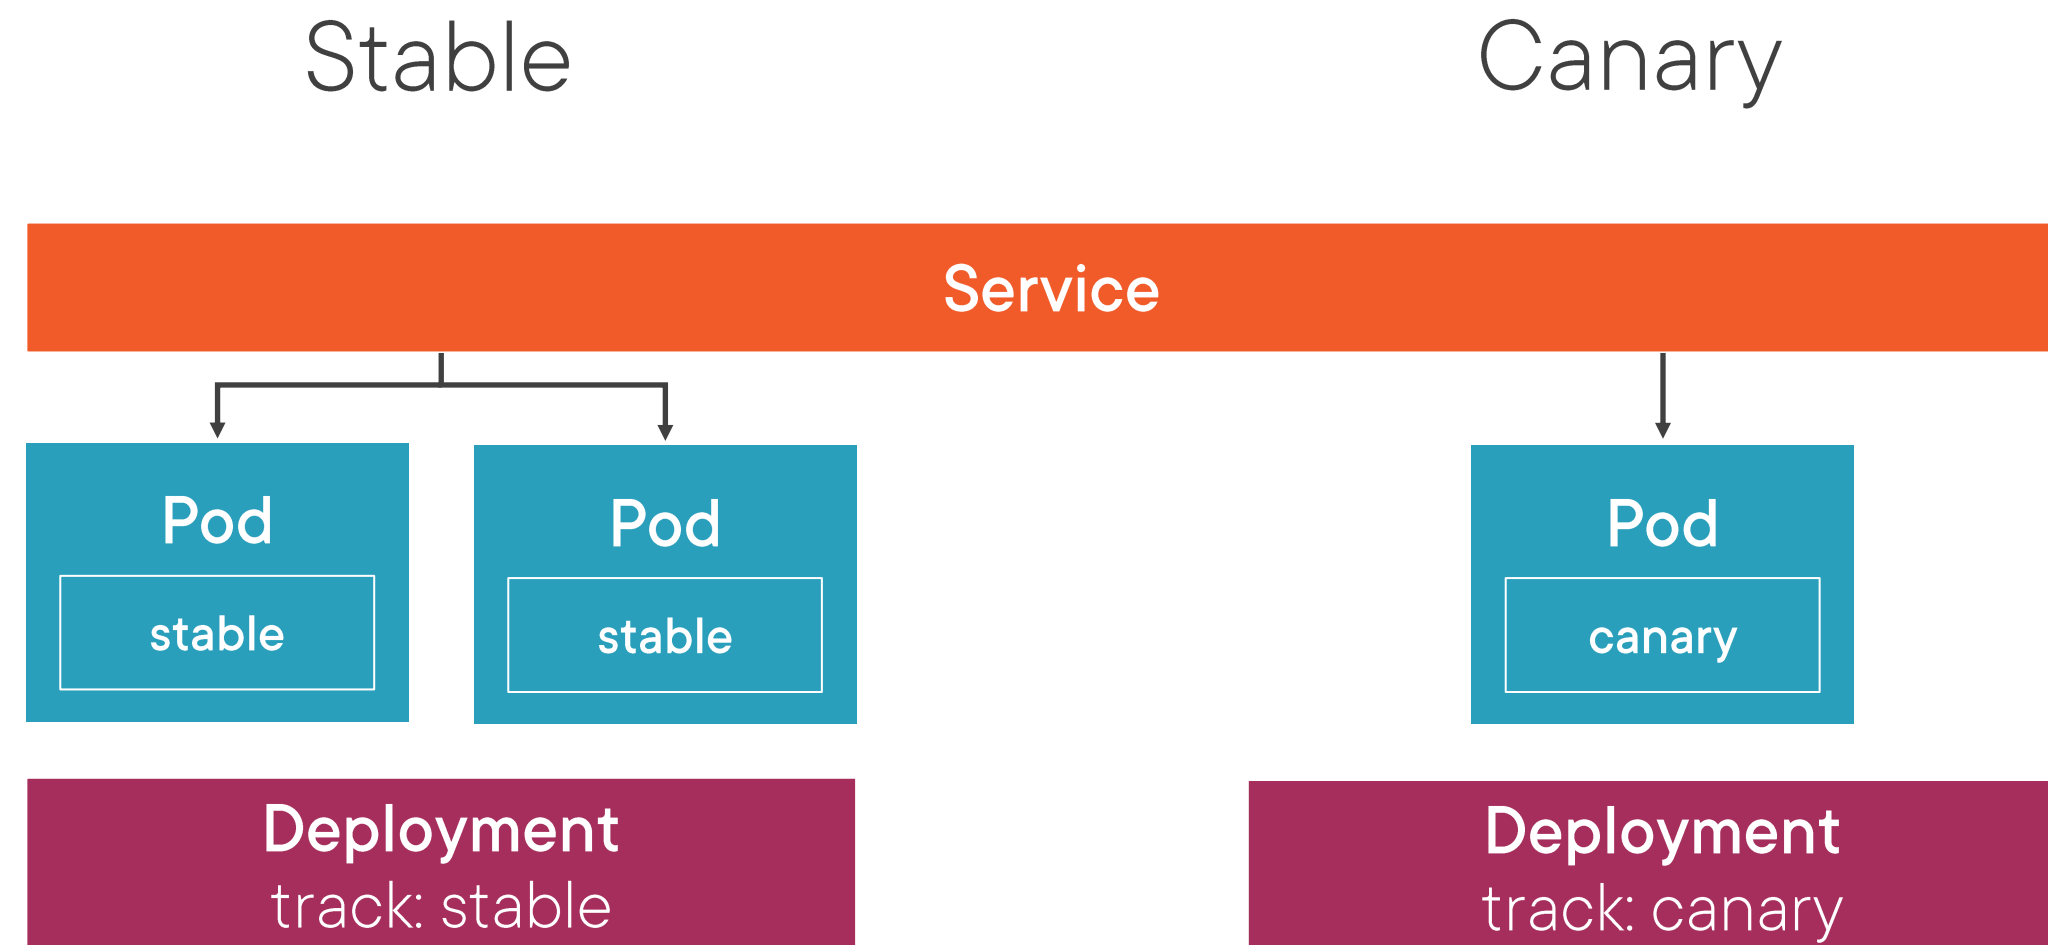 Stable
Canary
Service
Pod
stable
Pod
stable
Pod
canary
Deployment
track: stable
Deployment
track: canary